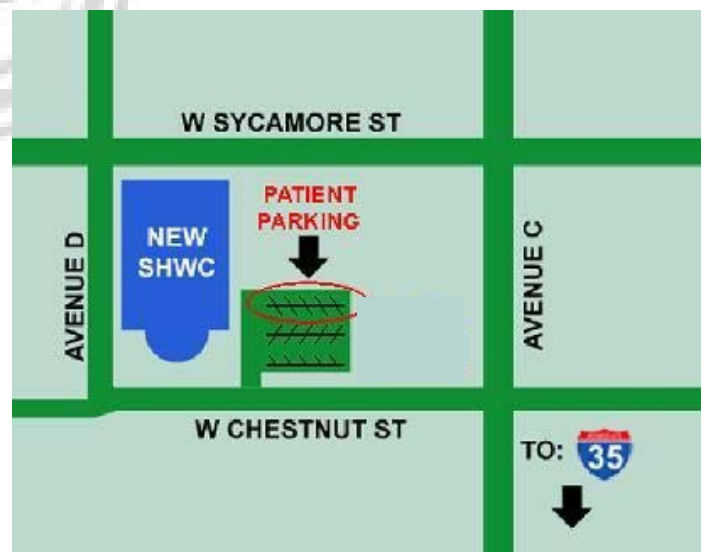 W SYCAMORE ST
PATIENT
PARKING
NEW
SHWC
AVENUE D
AVENUE C
W CHESTNUT ST
TO:
35